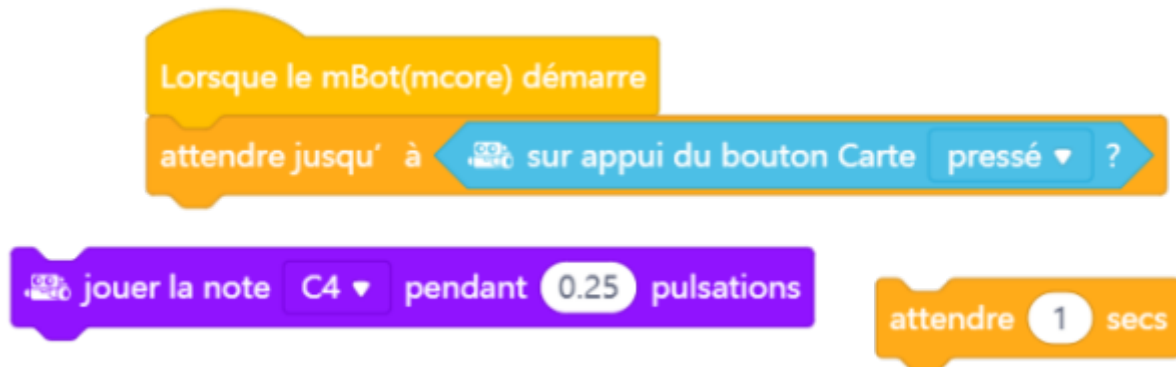 Lorsque le mBot(mcore) démarre
attendre jusqu' à sur appui du bouton Carte pressé ?
jouer la note C4 pendant 0.25 pulsations
attendre 1 secs